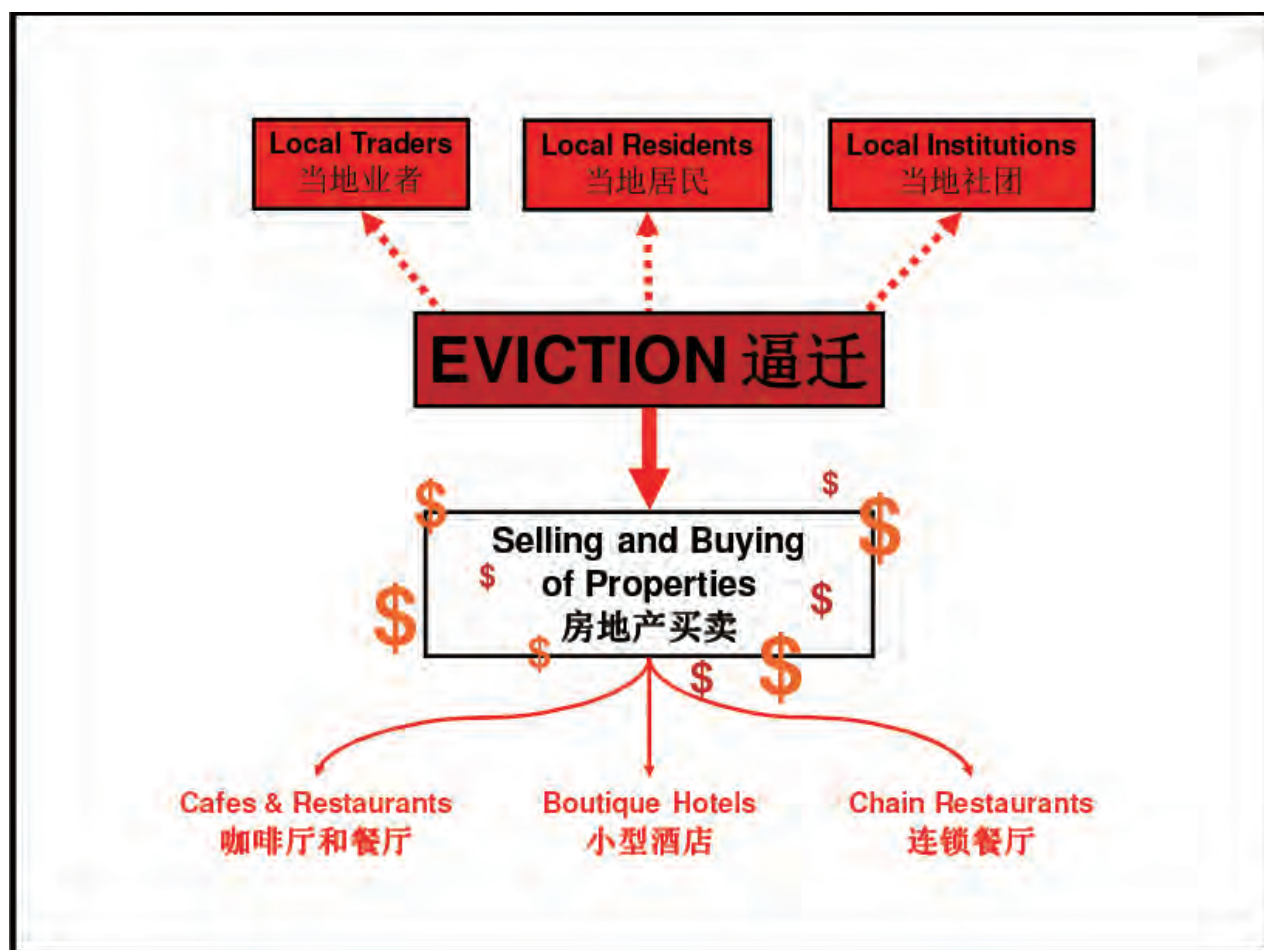 Local Traders
当地业者
Local Residents
当地居民
Local Institutions
当地社团
EVICTION 逼迁
$
$
$
Selling and Buying
$
of Properties
$
$
房地产买卖
$
$
$
Cafes & Restaurants
咖啡厅和餐厅
Boutique Hotels
小型酒店
Chain Restaurants
连锁餐厅